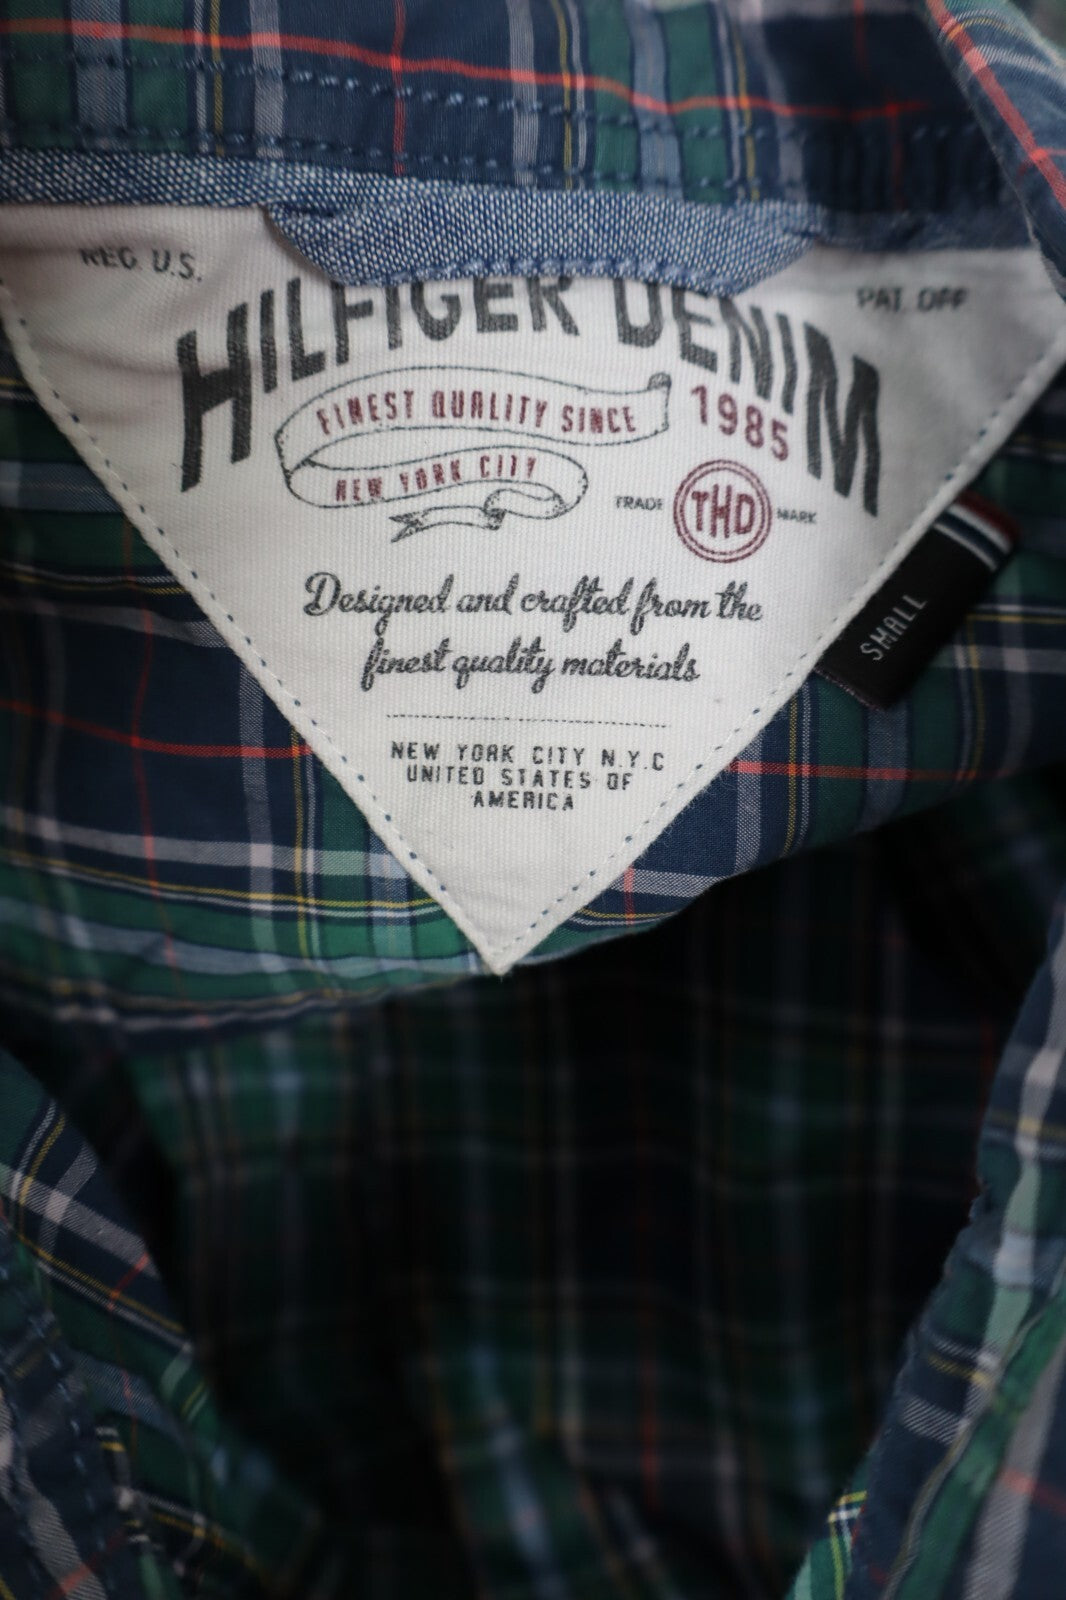 REG. U.S.
PAT. OFF
HILFIGER DENIM
FINEST QUALITY SINCE
1985
NEW YORK CITY
TRADE THD MARK
Designed and crafted from the
finest quality materials
SMALL
NEW YORK CITY N.Y.C
UNITED STATES OF
AMERICA